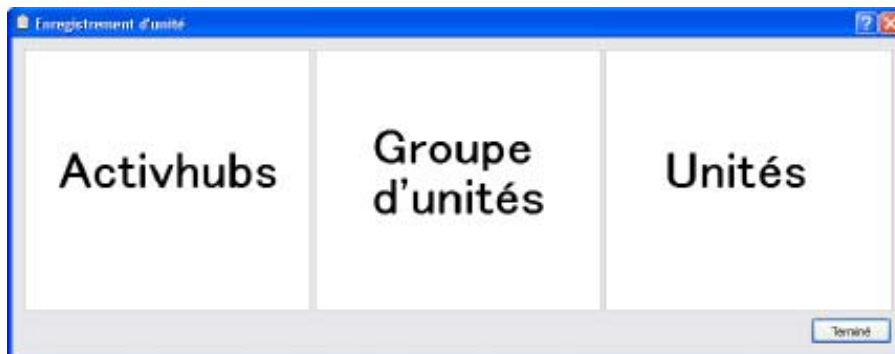 Enregistrement d'unité
Activhubs
Groupe
d'unités
Unités
Terminé